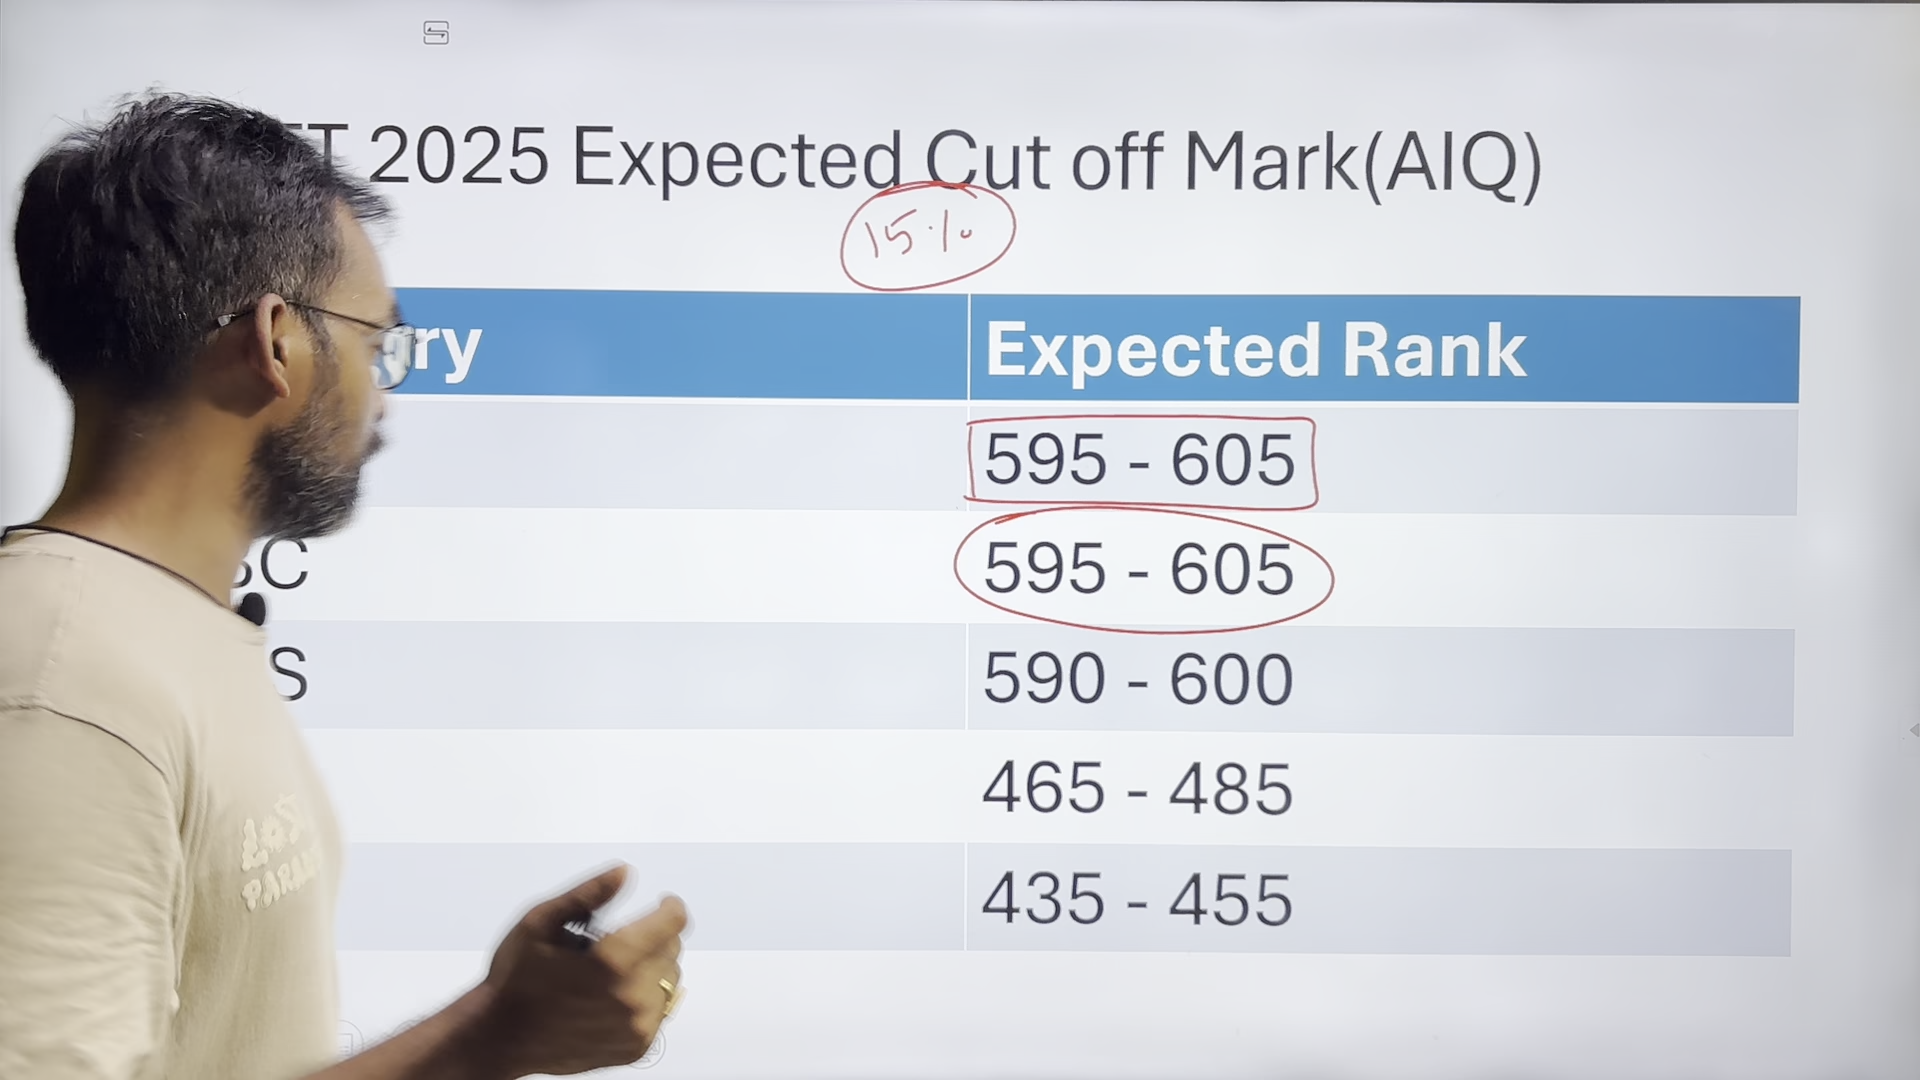 2025 Expected Cut off Mark(AIQ)
15%
Expected Rank
595 - 605
595 - 605
590 - 600
465 - 485
435 - 455